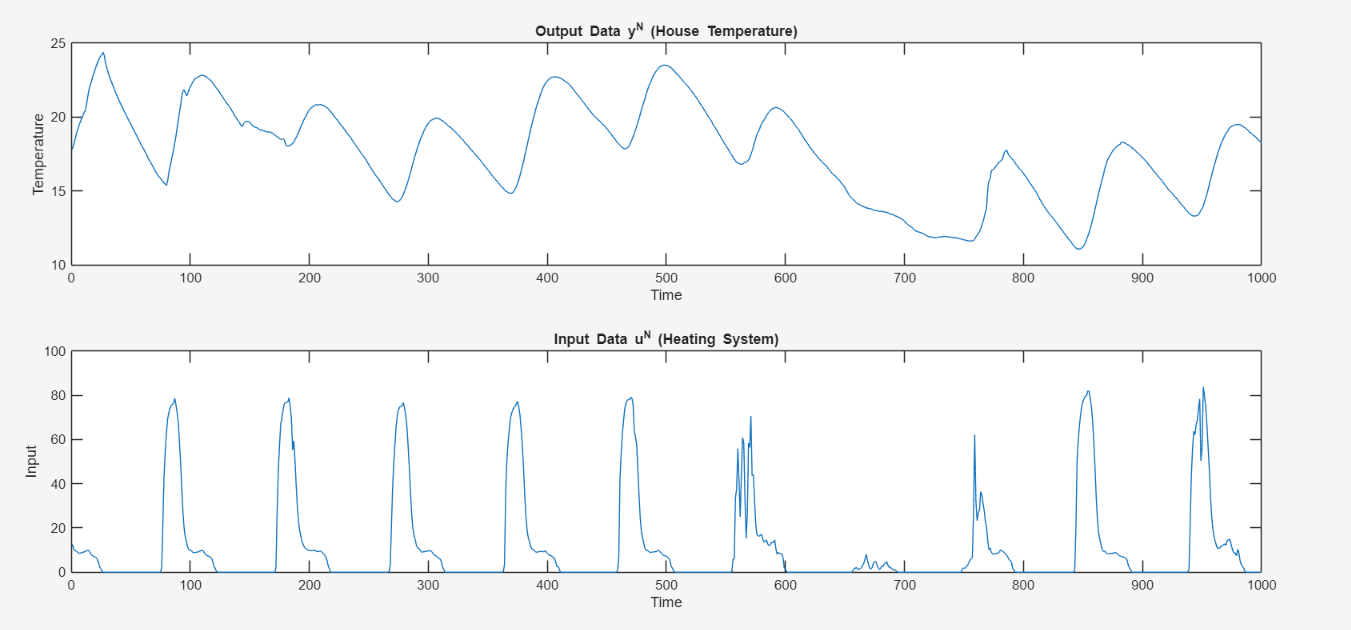 Output Data yᴺ (House Temperature)
25
20
15
10
Temperature
0 100 200 300 400 500 600 700 800 900 1000
Time
Input Data uᴺ (Heating System)
100
80
60
40
20
0
Input
0 100 200 300 400 500 600 700 800 900 1000
Time